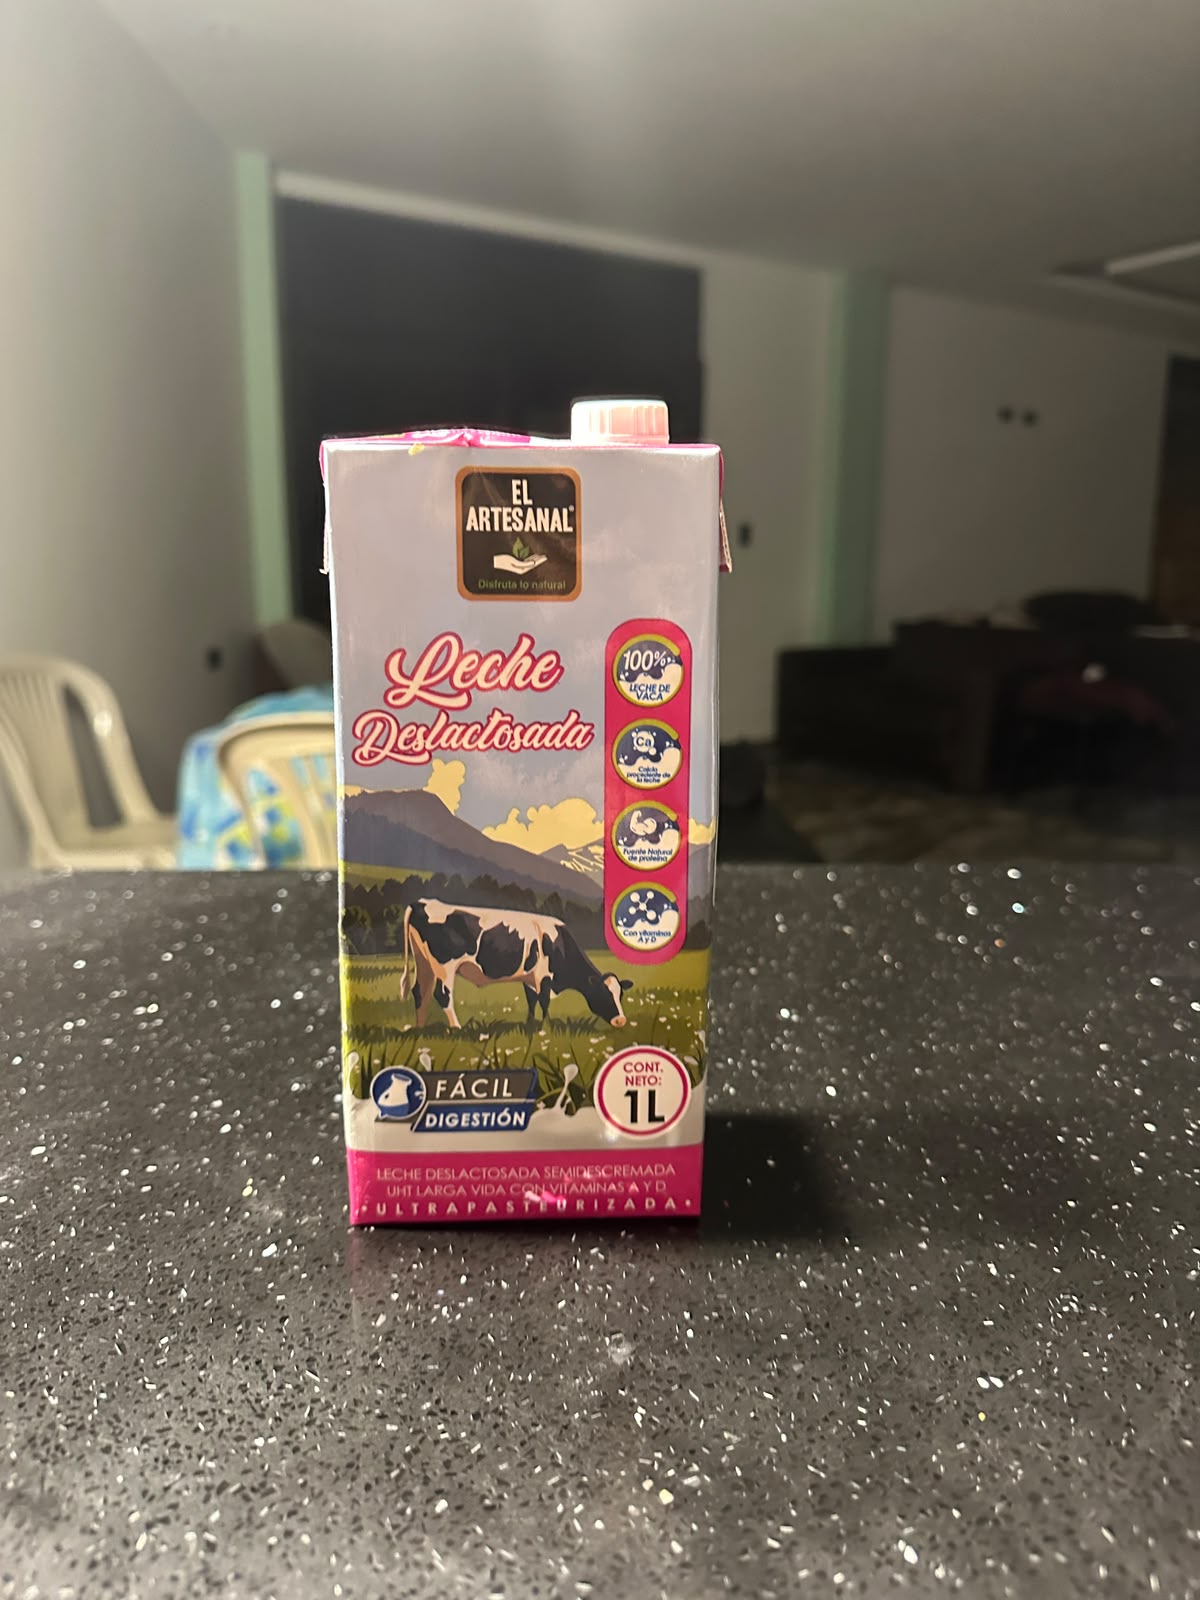 EL
ARTESANAL®
Disfruta lo natural
Leche
Deslactosada
100%
LECHE DE
VACA
Ca
Calcio
procedente de
la leche
Fuente Natural
de proteína
Con vitaminas
A y D
FÁCIL
DIGESTIÓN
CONT.
NETO:
1L
LECHE DESLACTOSADA SEMIDESCREMADA
UHT LARGA VIDA CON VITAMINAS A Y D
• ULTRAPASTEURIZADA •